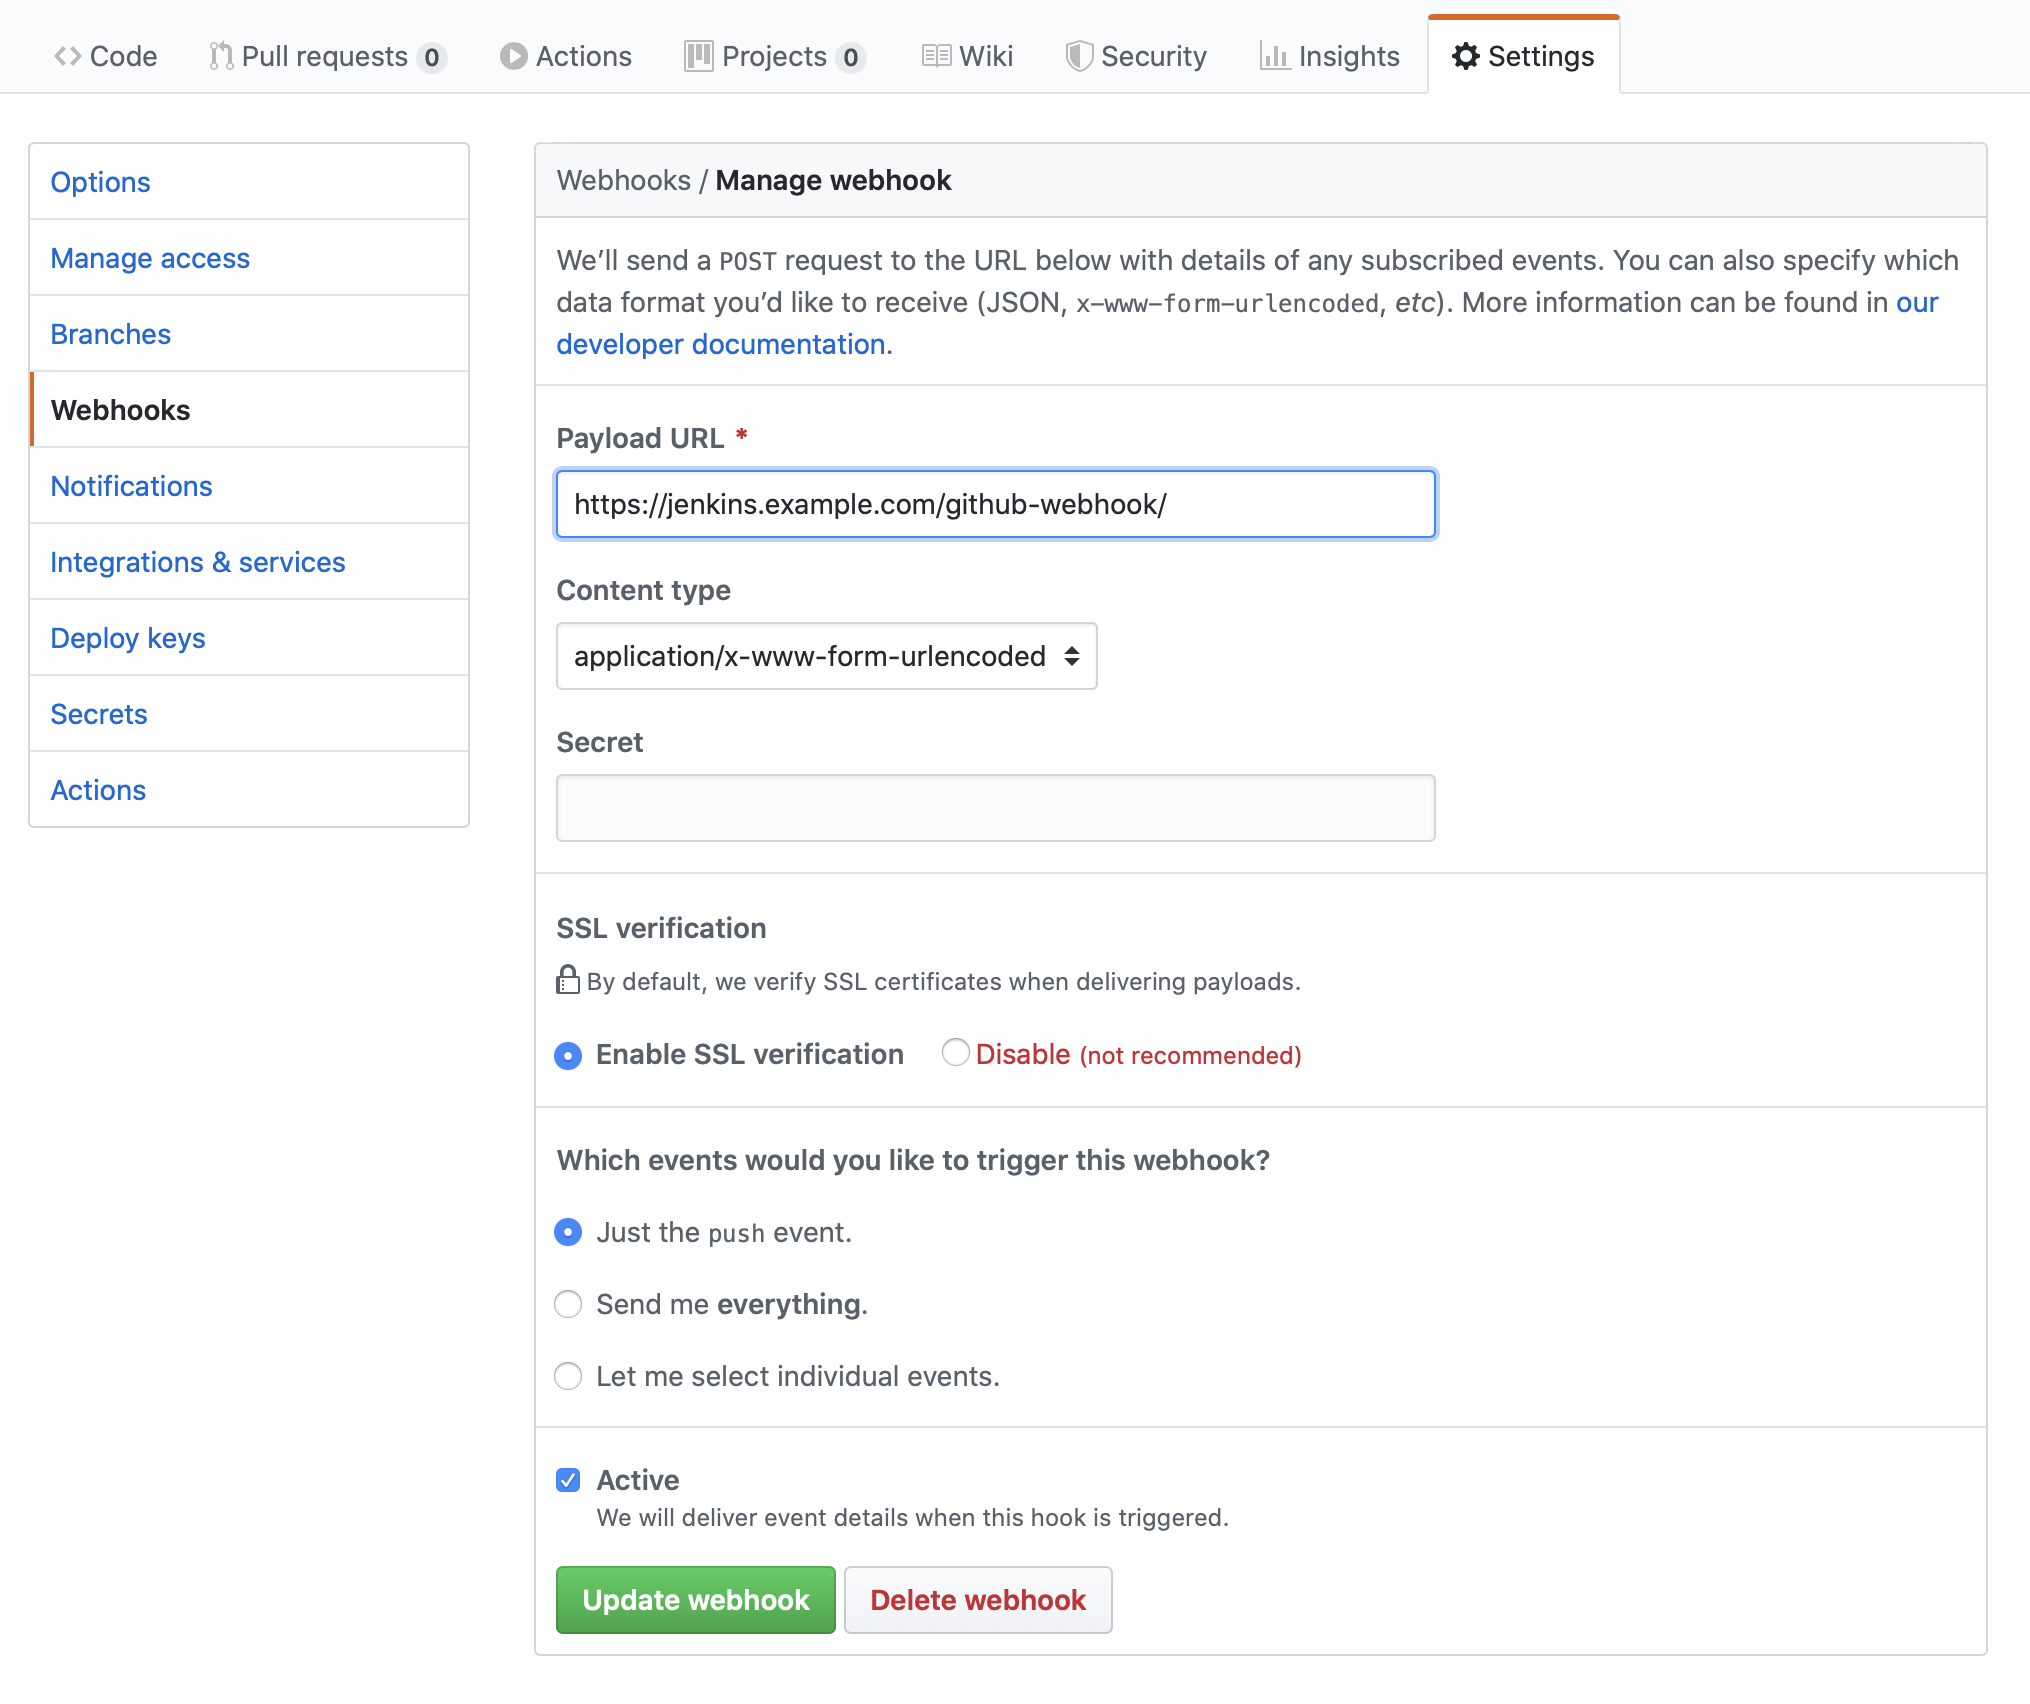 Code Pull requests 0 Actions Projects 0 Wiki Security Insights Settings
Options
Manage access
Branches
Webhooks
Notifications
Integrations & services
Deploy keys
Secrets
Actions
Webhooks / Manage webhook
We’ll send a POST request to the URL below with details of any subscribed events. You can also specify which
data format you’d like to receive (JSON, x-www-form-urlencoded, etc). More information can be found in our
developer documentation.
Payload URL *
https://jenkins.example.com/github-webhook/
Content type
application/x-www-form-urlencoded
Secret
SSL verification
By default, we verify SSL certificates when delivering payloads.
Enable SSL verification Disable (not recommended)
Which events would you like to trigger this webhook?
Just the push event.
Send me everything.
Let me select individual events.
Active
We will deliver event details when this hook is triggered.
Update webhook Delete webhook